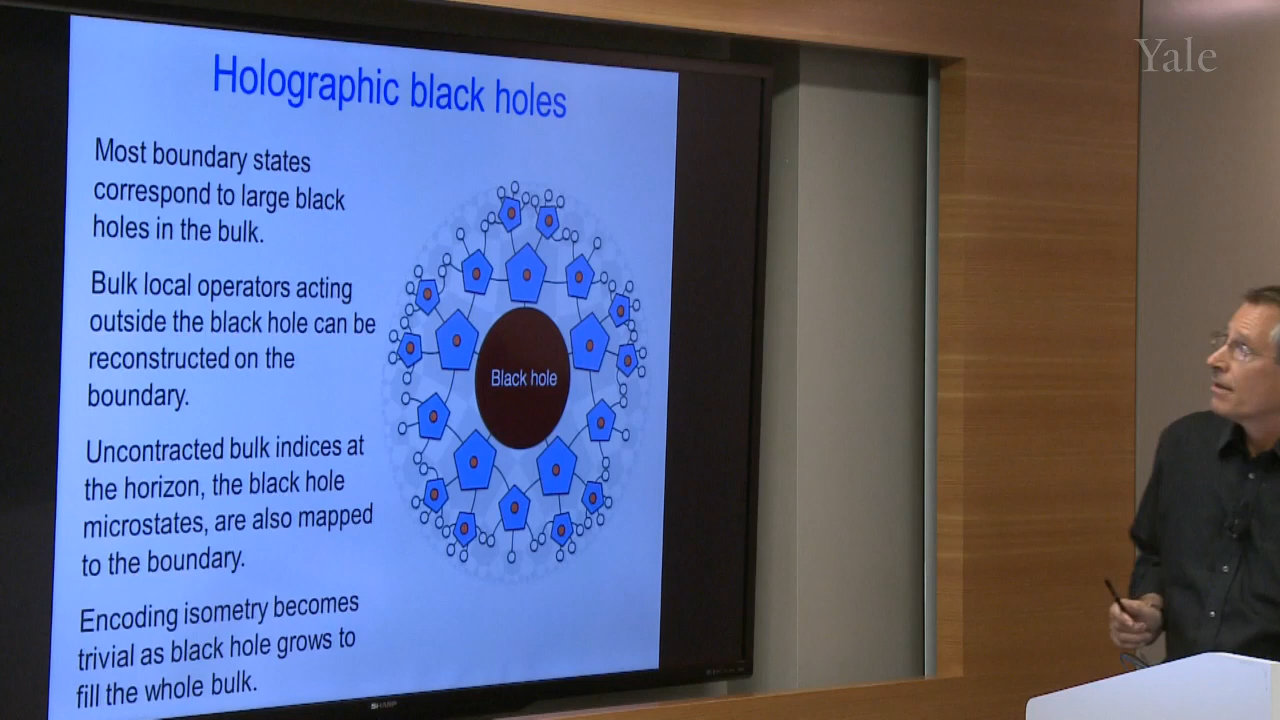 Yale
Holographic black holes
Most boundary states
correspond to large black
holes in the bulk.
Bulk local operators acting
outside the black hole can be
reconstructed on the
boundary.
Uncontracted bulk indices at
the horizon, the black hole
microstates, are also mapped
to the boundary.
Encoding isometry becomes
trivial as black hole grows to
fill the whole bulk.
Black hole
SHARP